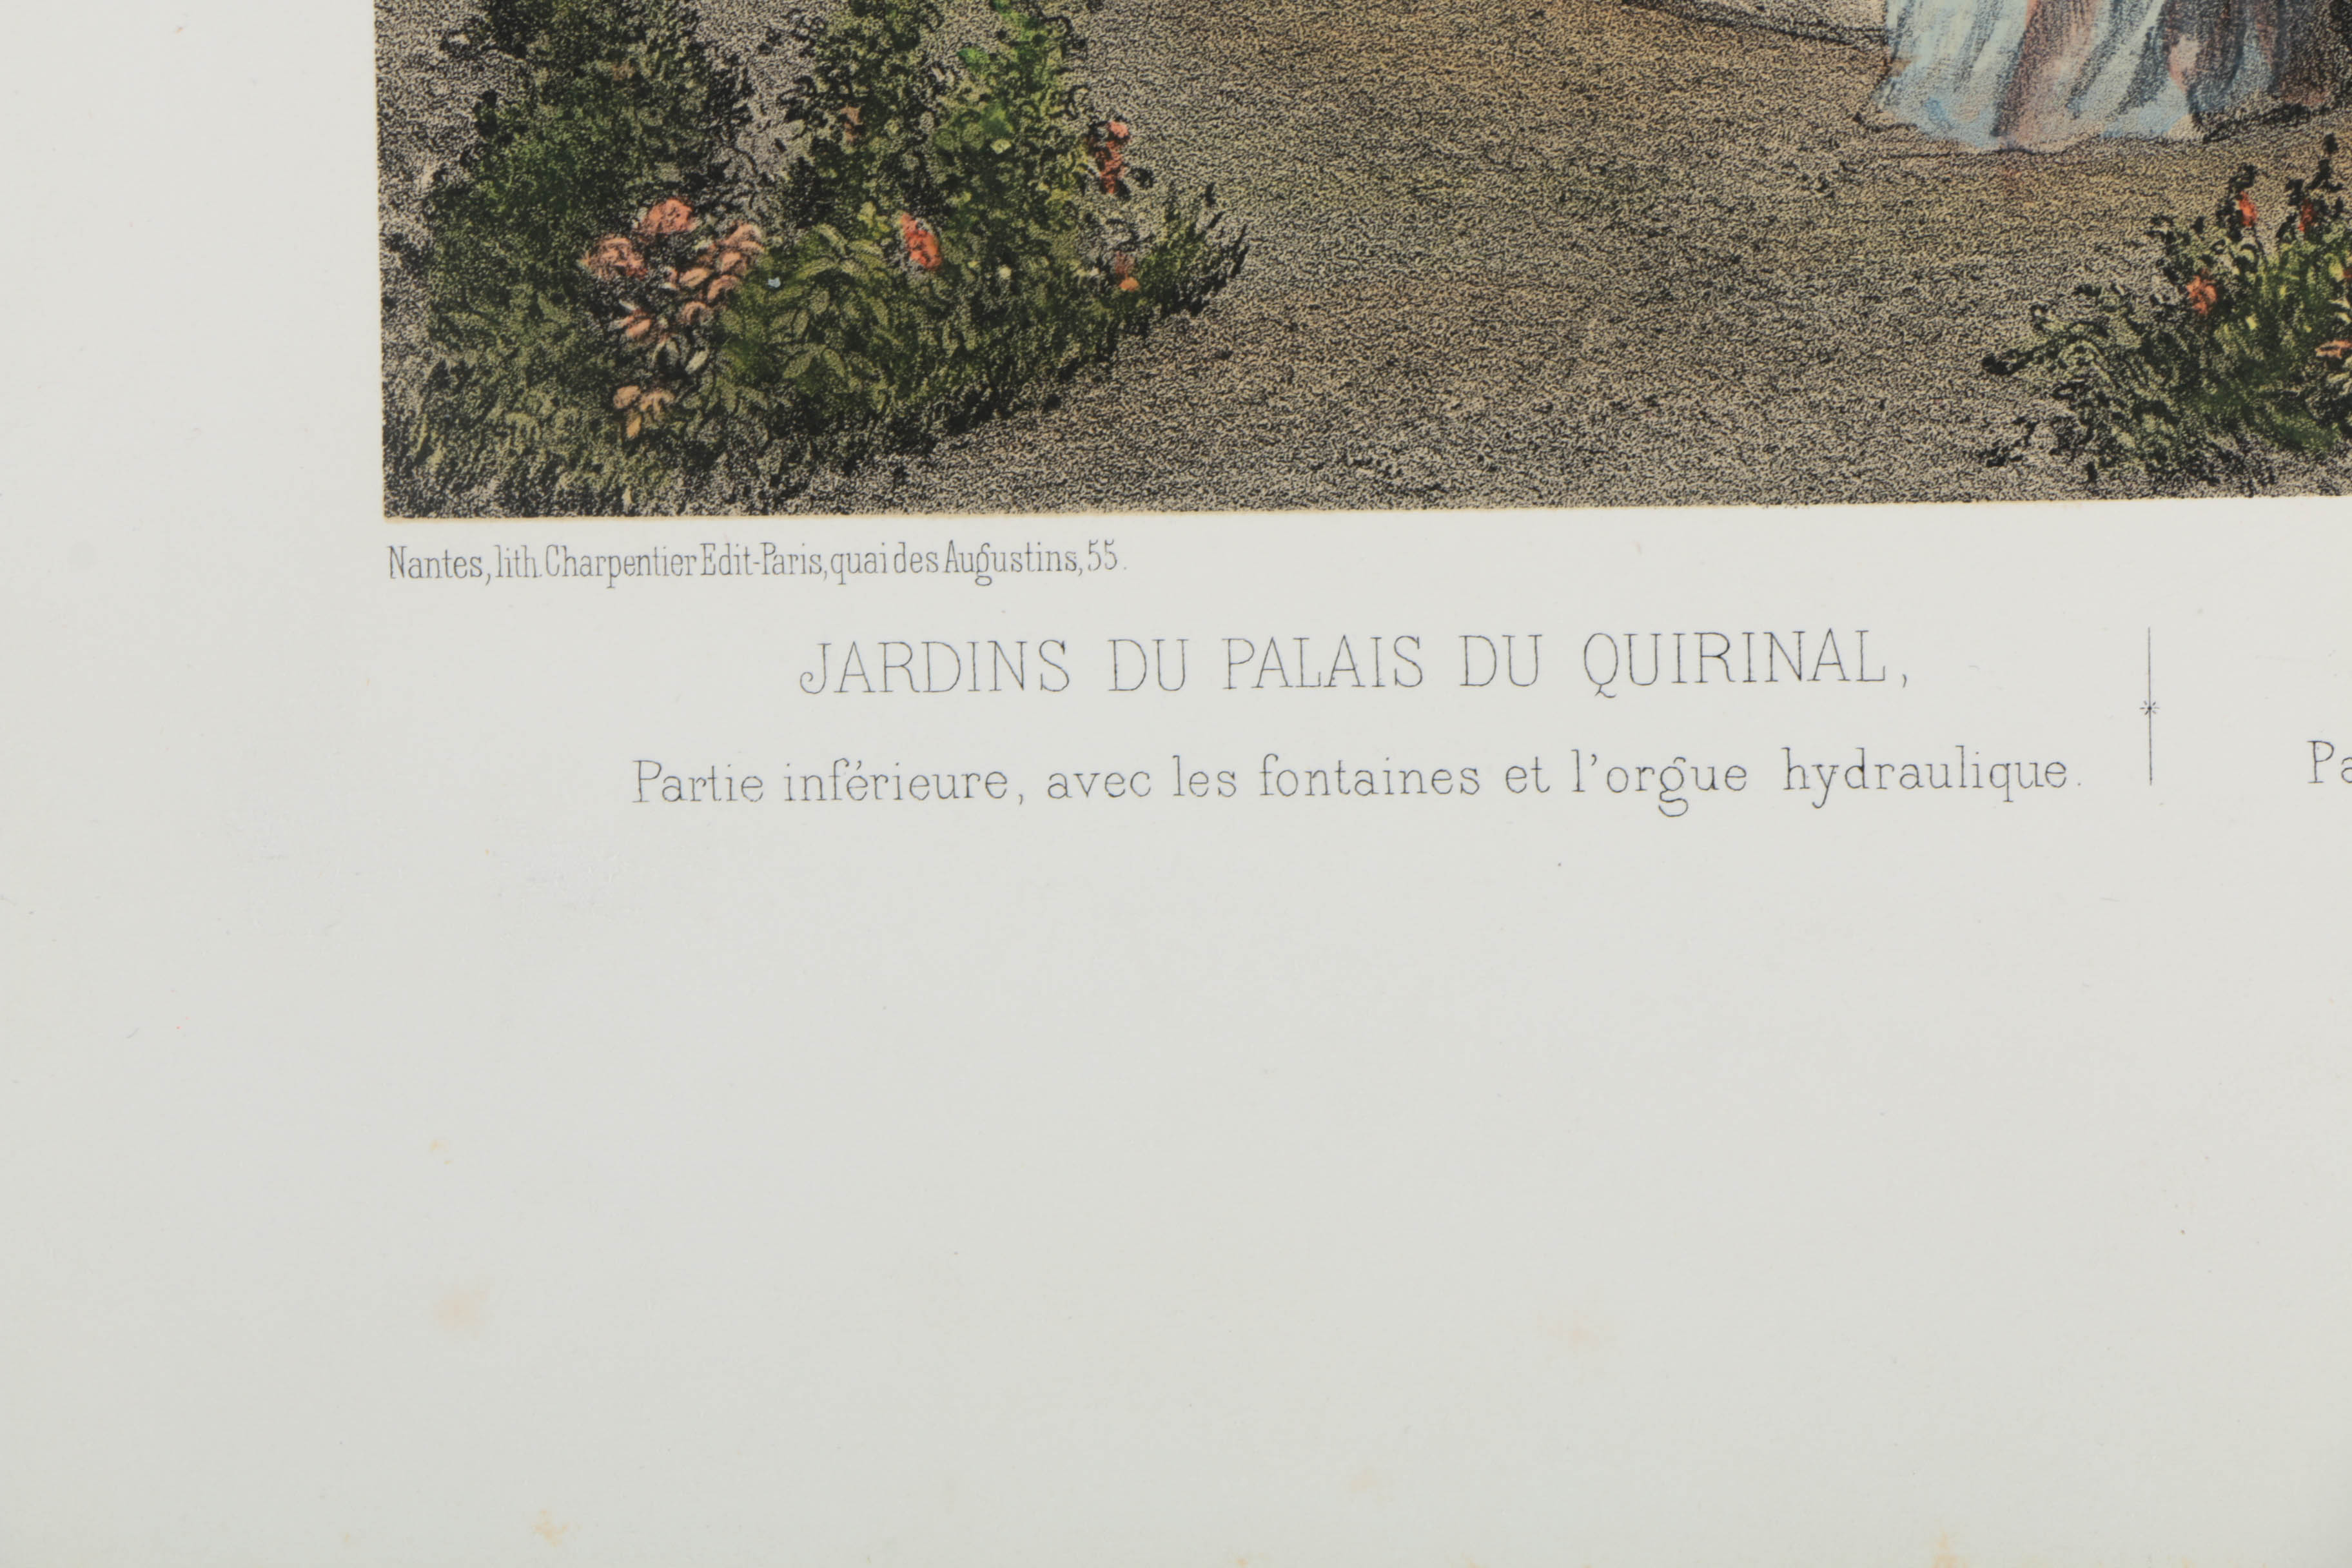 Nantes, lith. Charpentier Edit-Paris, quai des Augustins, 55.
JARDINS DU PALAIS DU QUIRINAL,
Partie inférieure, avec les fontaines et l'orgue hydraulique.
Pa